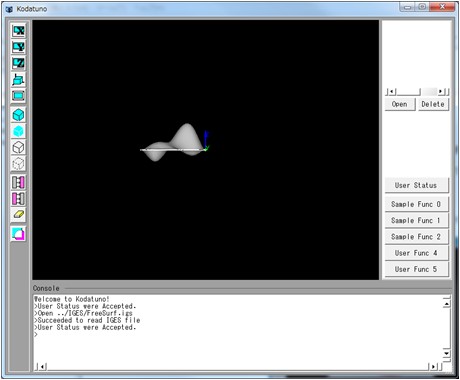 Kodatuno
Open
Delete
User Status
Sample Func 0
Sample Func 1
Sample Func 2
User Func 4
User Func 5
Console
Welcome to Kodatuno!
>User Status were Accepted.
>Open ../IGES/FreeSurf.igs
>Succeeded to read IGES file
>User Status were Accepted.
>